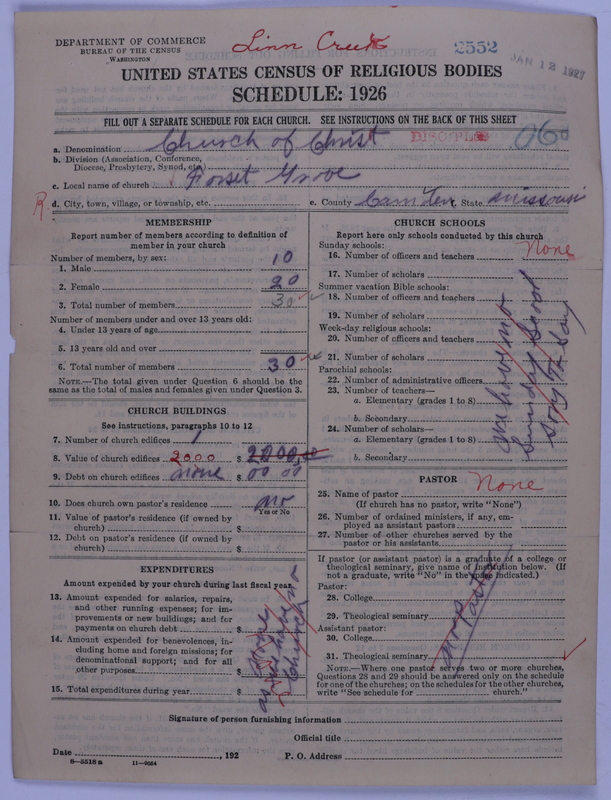 DEPARTMENT OF COMMERCE
BUREAU OF THE CENSUS
WASHINGTON
Linn Creek
2552
JAN 12 1927
UNITED STATES CENSUS OF RELIGIOUS BODIES
SCHEDULE: 1926
FILL OUT A SEPARATE SCHEDULE FOR EACH CHURCH. SEE INSTRUCTIONS ON THE BACK OF THIS SHEET
a. Denomination Church of Christ DISCIPLE 060
b. Division (Association, Conference, Diocese, Presbytery, Synod, etc.)
c. Local name of church Forset Grove
R d. City, town, village, or township, etc. e. County Camden, State Missouri
MEMBERSHIP
Report number of members according to definition of member in your church
Number of members, by sex:
1. Male 10
2. Female 20
3. Total number of members 30
Number of members under and over 13 years old:
4. Under 13 years of age
5. 13 years old and over
6. Total number of members 30
NOTE.—The total given under Question 6 should be the same as the total of males and females given under Question 3.
CHURCH BUILDINGS
See instructions, paragraphs 10 to 12
7. Number of church edifices 1
8. Value of church edifices 2000 $ 2000,00
9. Debt on church edifices none $ 00 00
10. Does church own pastor's residence no
Yes or No
11. Value of pastor's residence (if owned by church) $
12. Debt on pastor's residence (if owned by church) $
EXPENDITURES
Amount expended by your church during last fiscal year
13. Amount expended for salaries, repairs, and other running expenses; for improvements or new buildings; and for payments on church debt $
14. Amount expended for benevolences, including home and foreign missions; for denominational support; and for all other purposes $
15. Total expenditures during year $
have no
Church
CHURCH SCHOOLS
Report here only schools conducted by this church
Sunday schools: None
16. Number of officers and teachers
17. Number of scholars
Summer vacation Bible schools:
18. Number of officers and teachers
19. Number of scholars
Week-day religious schools:
20. Number of officers and teachers
21. Number of scholars
Parochial schools:
22. Number of administrative officers
23. Number of teachers—
a. Elementary (grades 1 to 8)
b. Secondary
24. Number of scholars—
a. Elementary (grades 1 to 8)
b. Secondary
we have no
Sunday School
PASTOR
None
25. Name of pastor
(If church has no pastor, write "None")
26. Number of ordained ministers, if any, employed as assistant pastors
27. Number of other churches served by the pastor or his assistants
If pastor (or assistant pastor) is a graduate of a college or theological seminary, give name of institution below. (If not a graduate, write "No" in the space indicated.)
Pastor:
28. College
29. Theological seminary
Assistant pastor:
30. College
31. Theological seminary
no Pastor
NOTE.—Where one pastor serves two or more churches, Questions 28 and 29 should be answered only on the schedule for one of the churches; on the schedules for the other churches, write "See schedule for church."
Signature of person furnishing information
Official title
Date , 192 P. O. Address
8—5518 a 11—9564